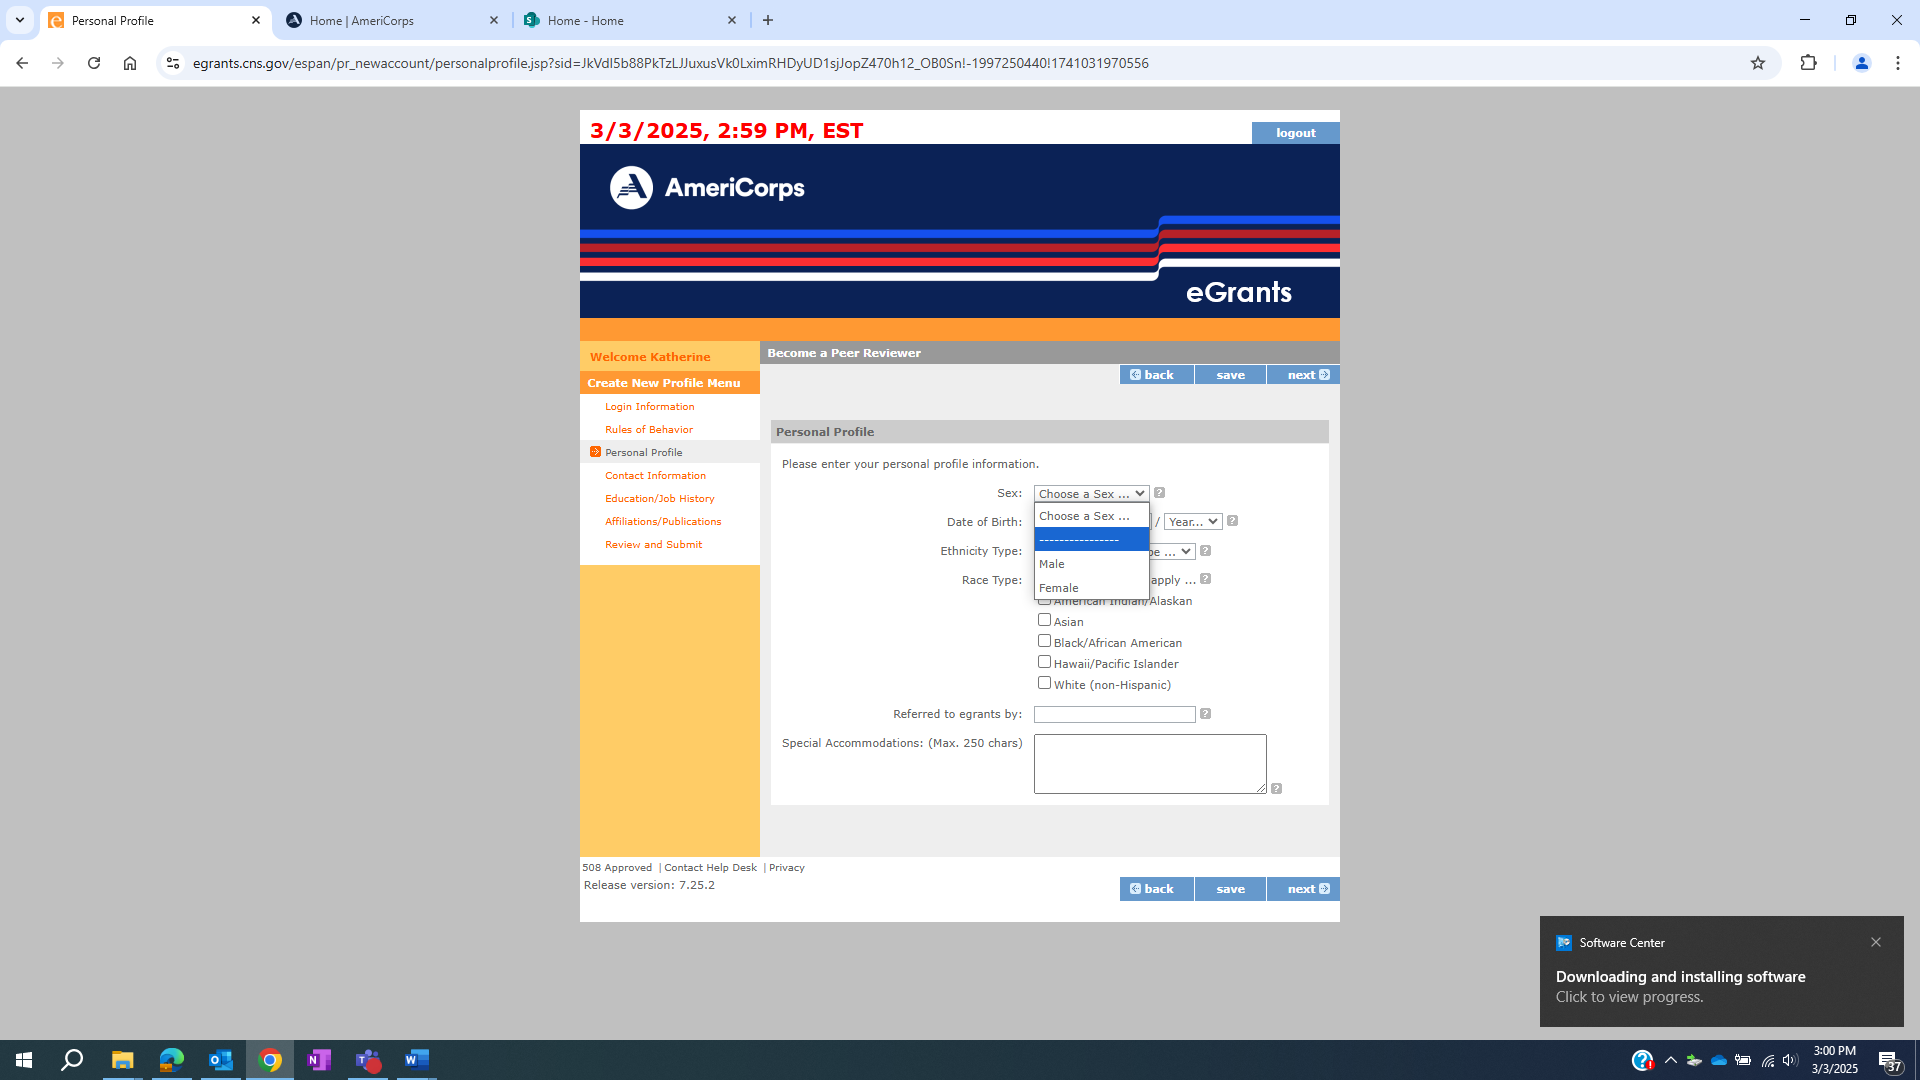 Personal Profile
Home | AmeriCorps
Home - Home
egrants.cns.gov/espan/pr_newaccount/personalprofile.jsp?sid=JkVdI5b88PkTzLJJuxusVk0LximRHDyUD1sjJopZ470h12_OB0Sn!-1997250440!1741031970556
3/3/2025, 2:59 PM, EST
logout
AmeriCorps
eGrants
Welcome Katherine
Create New Profile Menu
Login Information
Rules of Behavior
Personal Profile
Contact Information
Education/Job History
Affiliations/Publications
Review and Submit
Become a Peer Reviewer
back save next
Personal Profile
Please enter your personal profile information.
Sex: Choose a Sex ... ?
Choose a Sex ...
----------------
Male
Female
Date of Birth: / Year... ?
Ethnicity Type: ... ?
Race Type: apply ... ?
American Indian/Alaskan
Asian
Black/African American
Hawaii/Pacific Islander
White (non-Hispanic)
Referred to egrants by: ?
Special Accommodations: (Max. 250 chars) ?
508 Approved | Contact Help Desk | Privacy
Release version: 7.25.2
back save next
Software Center
Downloading and installing software
Click to view progress.
3:00 PM
3/3/2025
37